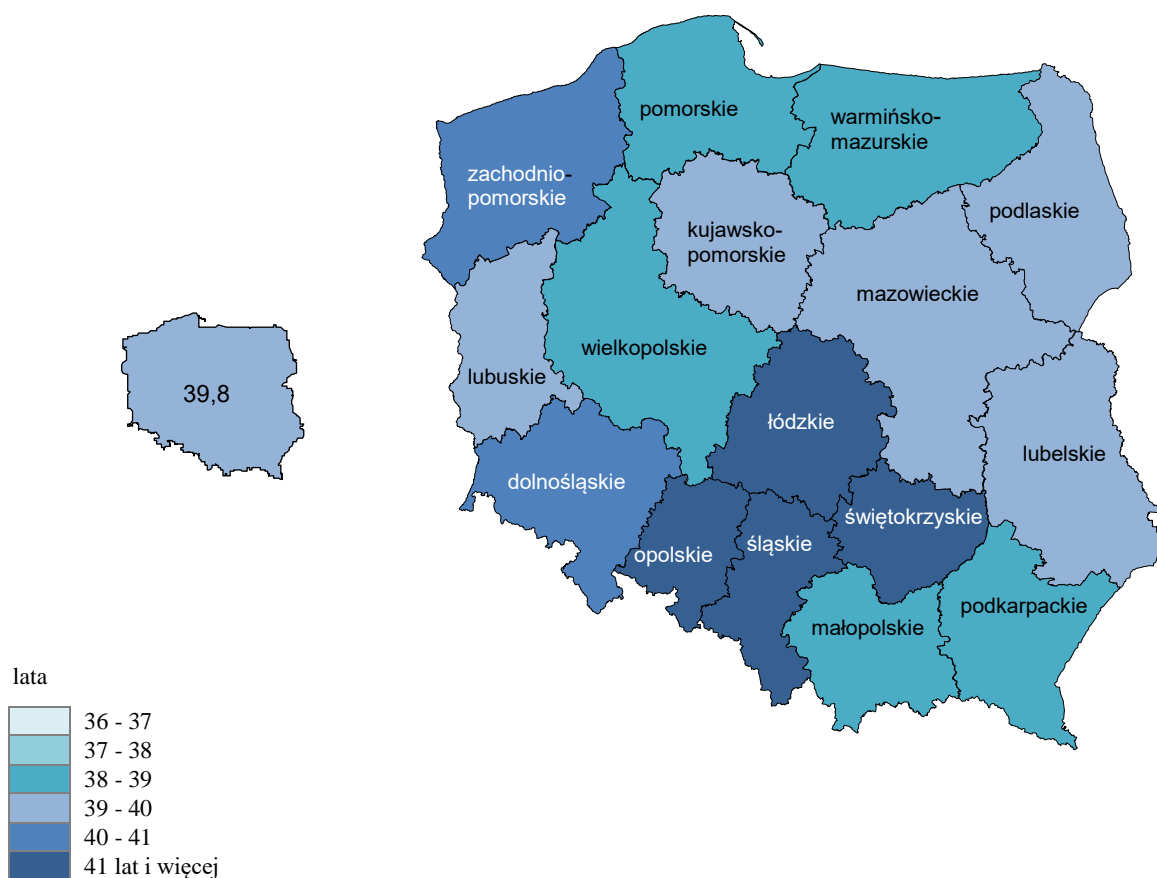 pomorskie
warmińsko-
mazurskie
zachodnio-
pomorskie
podlaskie
kujawsko-
pomorskie
mazowieckie
wielkopolskie
lubuskie
39,8
łódzkie
lubelskie
dolnośląskie
świętokrzyskie
opolskie
śląskie
podkarpackie
małopolskie
lata
36 - 37
37 - 38
38 - 39
39 - 40
40 - 41
41 lat i więcej